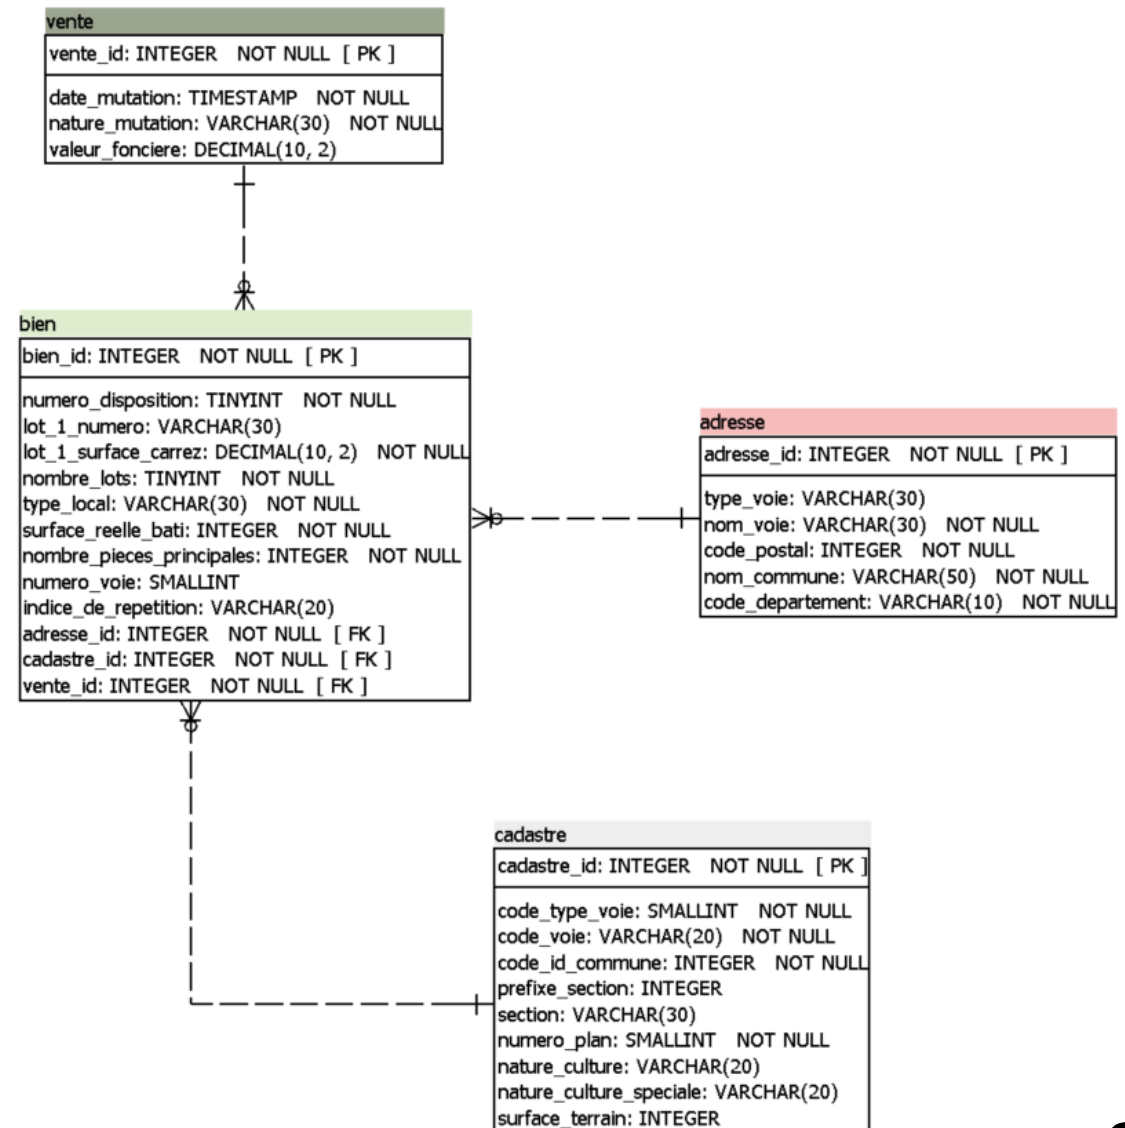 vente
vente_id: INTEGER NOT NULL [ PK ]
date_mutation: TIMESTAMP NOT NULL
nature_mutation: VARCHAR(30) NOT NULL
valeur_fonciere: DECIMAL(10, 2)
bien
bien_id: INTEGER NOT NULL [ PK ]
numero_disposition: TINYINT NOT NULL
lot_1_numero: VARCHAR(30)
lot_1_surface_carrez: DECIMAL(10, 2) NOT NULL
nombre_lots: TINYINT NOT NULL
type_local: VARCHAR(30) NOT NULL
surface_reelle_bati: INTEGER NOT NULL
nombre_pieces_principales: INTEGER NOT NULL
numero_voie: SMALLINT
indice_de_repetition: VARCHAR(20)
adresse_id: INTEGER NOT NULL [ FK ]
cadastre_id: INTEGER NOT NULL [ FK ]
vente_id: INTEGER NOT NULL [ FK ]
adresse
adresse_id: INTEGER NOT NULL [ PK ]
type_voie: VARCHAR(30)
nom_voie: VARCHAR(30) NOT NULL
code_postal: INTEGER NOT NULL
nom_commune: VARCHAR(50) NOT NULL
code_departement: VARCHAR(10) NOT NULL
cadastre
cadastre_id: INTEGER NOT NULL [ PK ]
code_type_voie: SMALLINT NOT NULL
code_voie: VARCHAR(20) NOT NULL
code_id_commune: INTEGER NOT NULL
prefixe_section: INTEGER
section: VARCHAR(30)
numero_plan: SMALLINT NOT NULL
nature_culture: VARCHAR(20)
nature_culture_speciale: VARCHAR(20)
surface_terrain: INTEGER